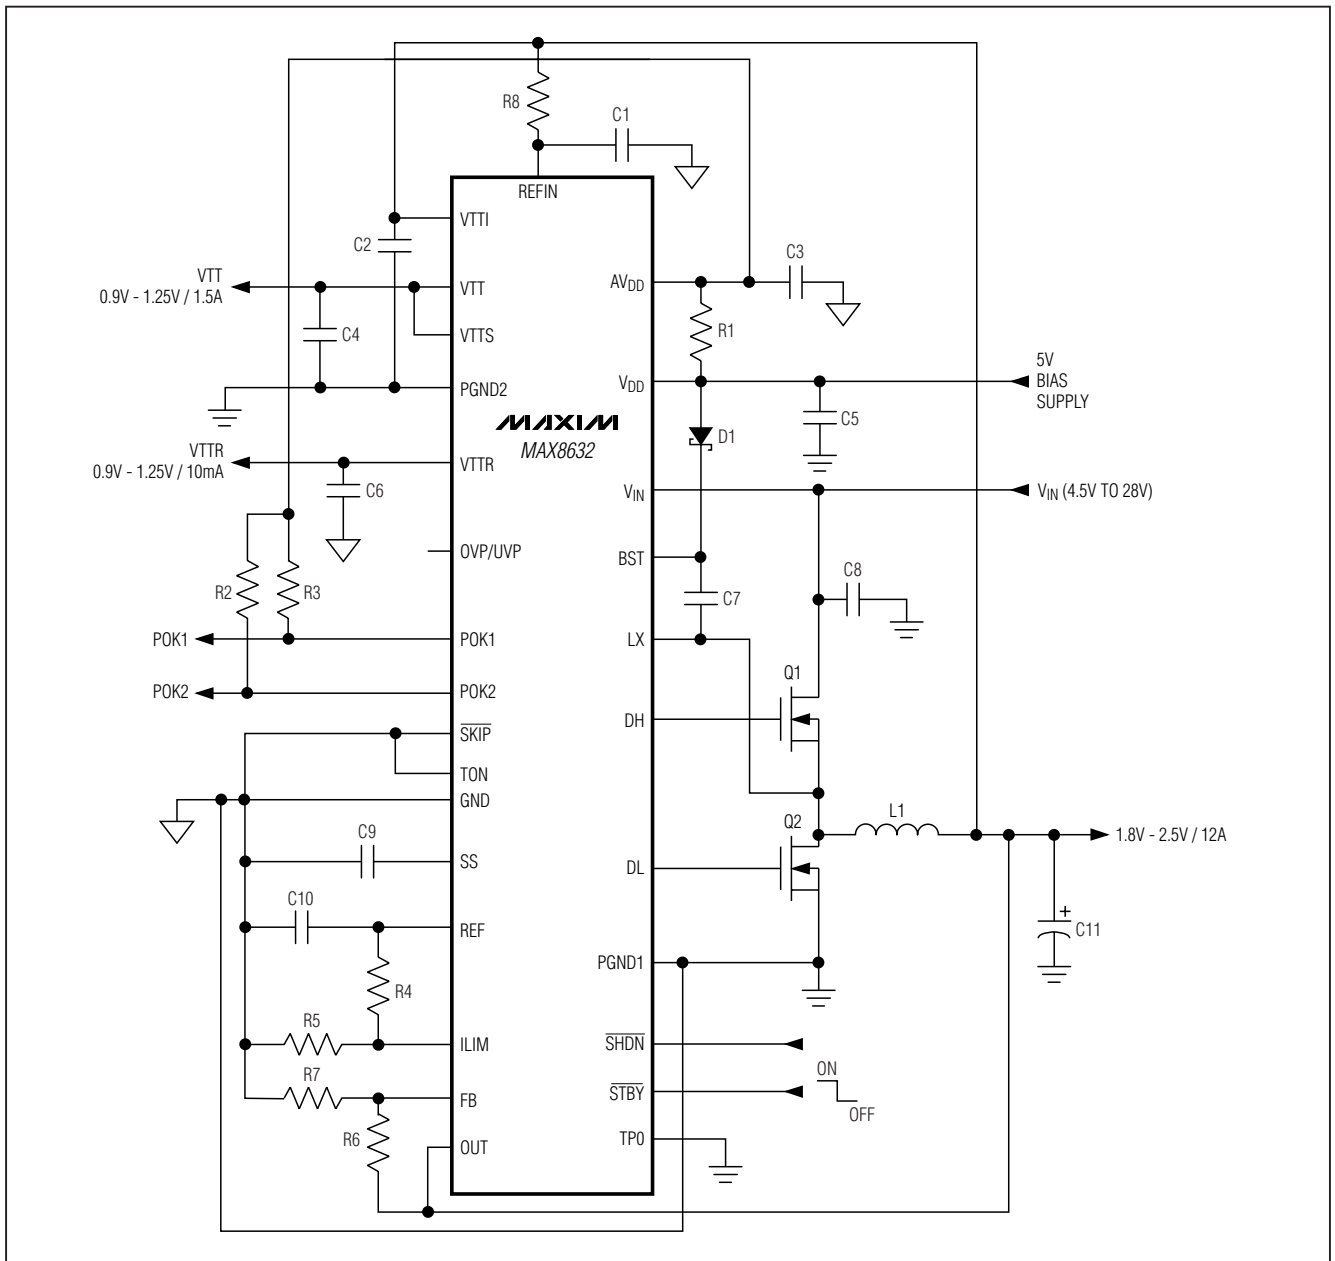 R8
C1
REFIN
VTTI
C2
C3
VTT
0.9V - 1.25V / 1.5A
VTT
AVDD
C4
R1
VTTS
5V
BIAS
SUPPLY
VDD
PGND2
C5
MAXIM
MAX8632
D1
VTTR
0.9V - 1.25V / 10mA
VTTR
C6
VIN
VIN (4.5V TO 28V)
OVP/UVP
BST
C8
R2
R3
C7
POK1
POK1
LX
Q1
POK2
POK2
DH
SKIP
TON
GND
L1
Q2
1.8V - 2.5V / 12A
C9
SS
DL
C10
REF
C11
PGND1
R4
R5
ILIM
SHDN
R7
ON
STBY
OFF
FB
R6
OUT
TP0